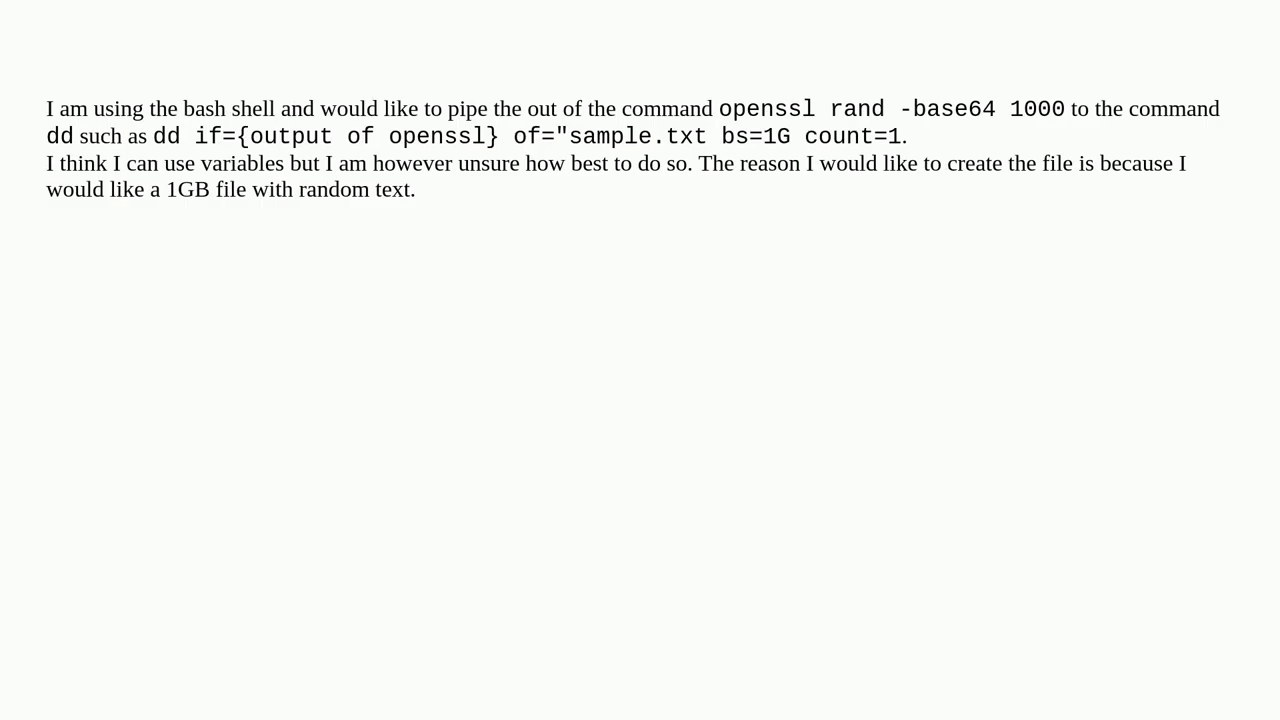 I am using the bash shell and would like to pipe the out of the command openssl rand -base64 1000 to the command
dd such as dd if={output of openssl} of="sample.txt bs=1G count=1.
I think I can use variables but I am however unsure how best to do so. The reason I would like to create the file is because I
would like a 1GB file with random text.